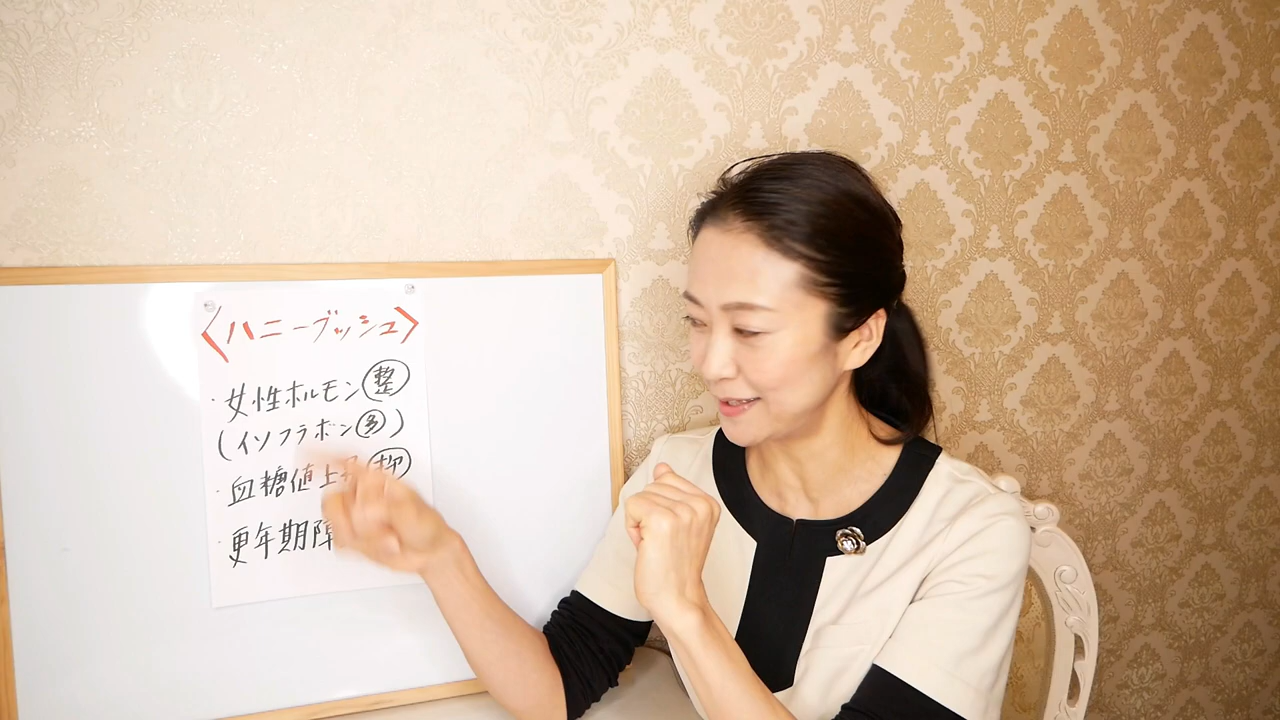 〈ハニーブッシュ〉
・女性ホルモン整
(イソフラボン多)
・血糖値上 抑
・更年期障